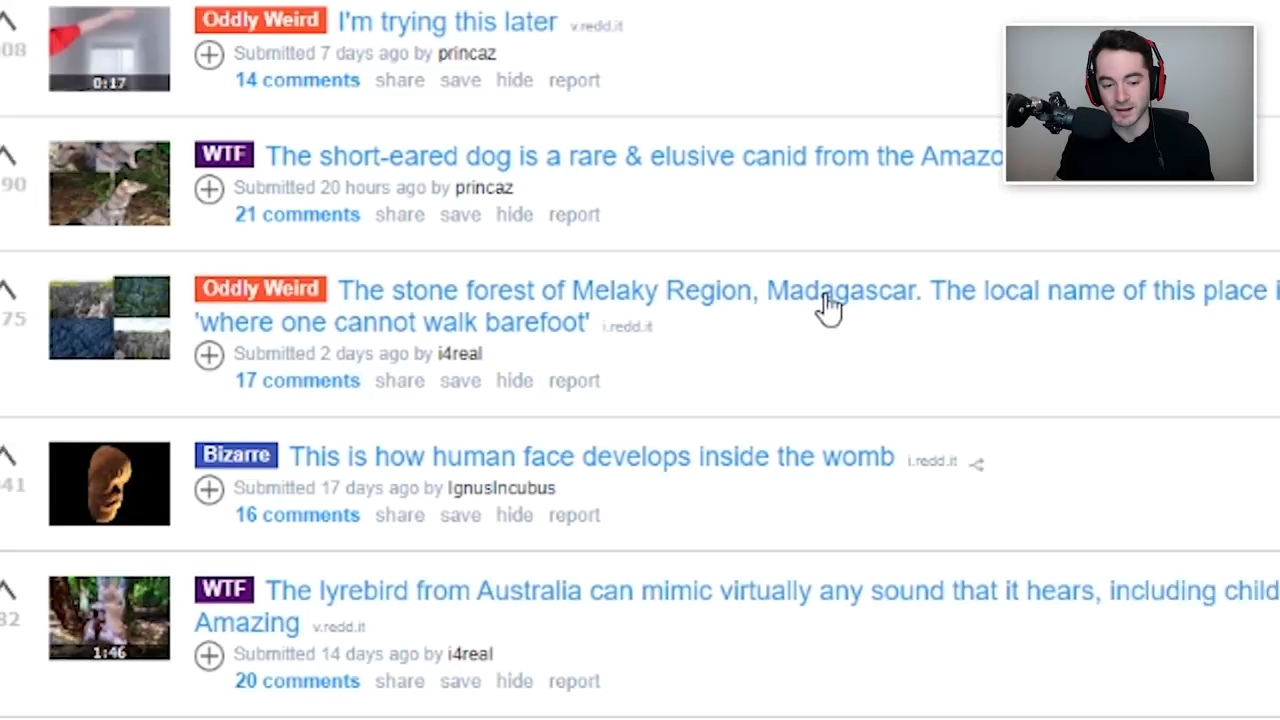 Oddly Weird I'm trying this later v.redd.it
08 Submitted 7 days ago by princaz
0:17 14 comments share save hide report
WTF The short-eared dog is a rare & elusive canid from the Amazo
90 Submitted 20 hours ago by princaz
21 comments share save hide report
Oddly Weird The stone forest of Melaky Region, Madagascar. The local name of this place i
75 'where one cannot walk barefoot' i.redd.it
Submitted 2 days ago by i4real
17 comments share save hide report
Bizarre This is how human face develops inside the womb i.redd.it
41 Submitted 17 days ago by IgnusIncubus
16 comments share save hide report
WTF The lyrebird from Australia can mimic virtually any sound that it hears, including child
32 Amazing v.redd.it
1:46 Submitted 14 days ago by i4real
20 comments share save hide report